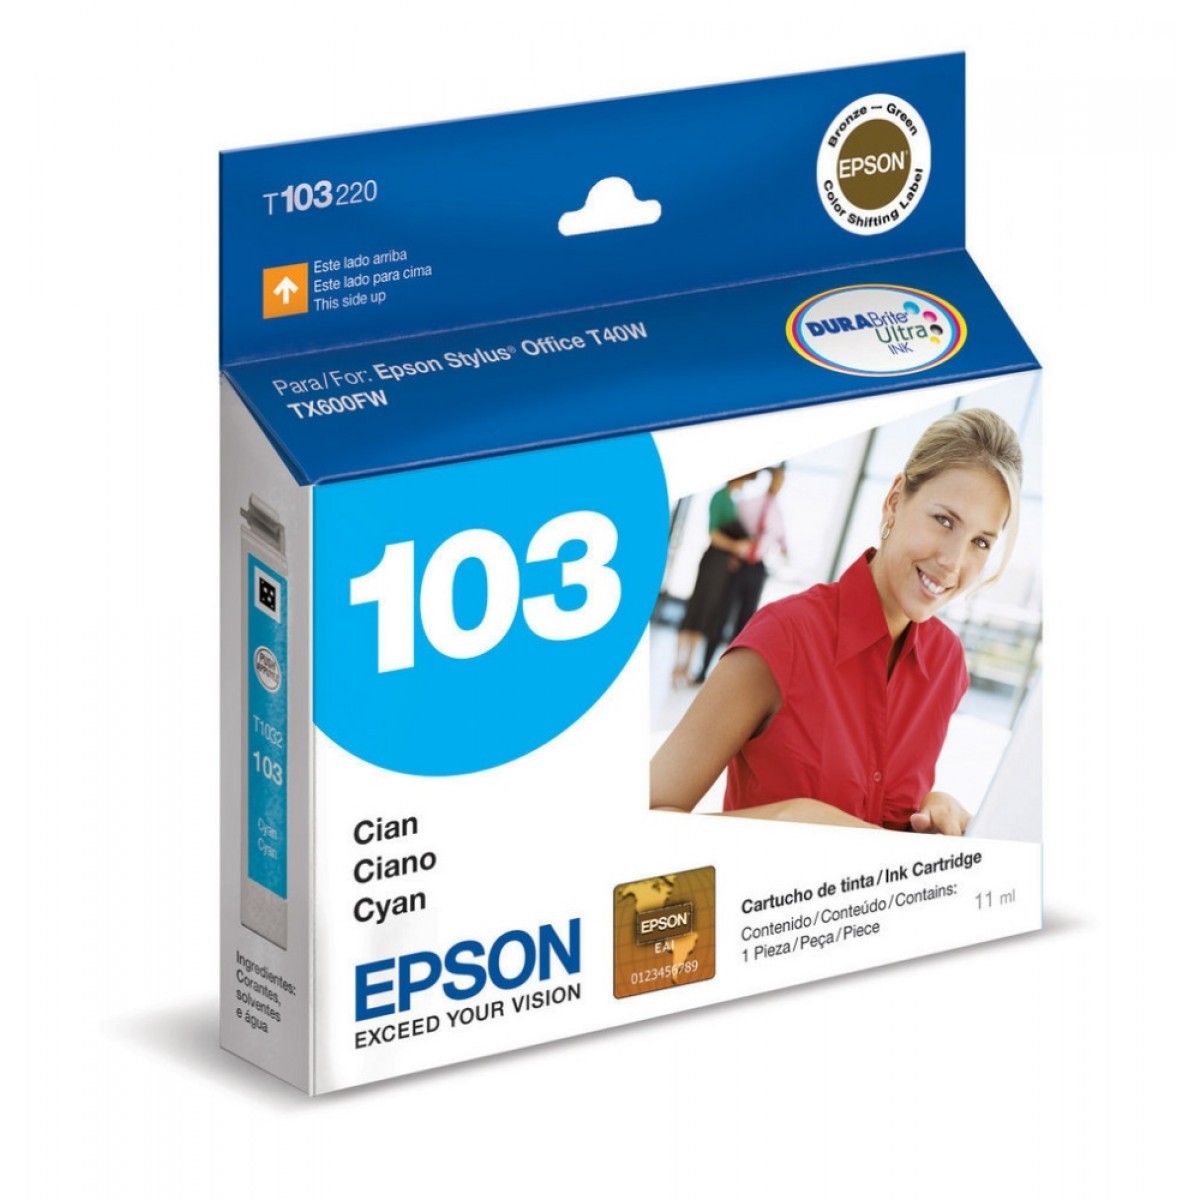 Bronze — Green
EPSON
Color Shifting Label
T103220
Este lado arriba
Este lado para cima
This side up
DURABrite®
Ultra
INK
Para/For: Epson Stylus® Office T40W
TX600FW
103
T1032
103
Cyan
Cyan
Cian
Ciano
Cyan
EPSON
EXCEED YOUR VISION
EPSON
EAI
0123456789
Cartucho de tinta/Ink Cartridge
Contenido/Conteúdo/Contains: 11 ml
1 Pieza/Peça/Piece
Ingredientes:
Corantes,
solventes
e água